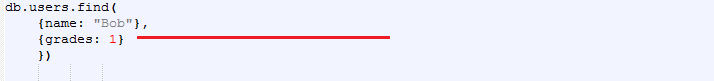 db.users.find(
{name: "Bob"},
{grades: 1}
})